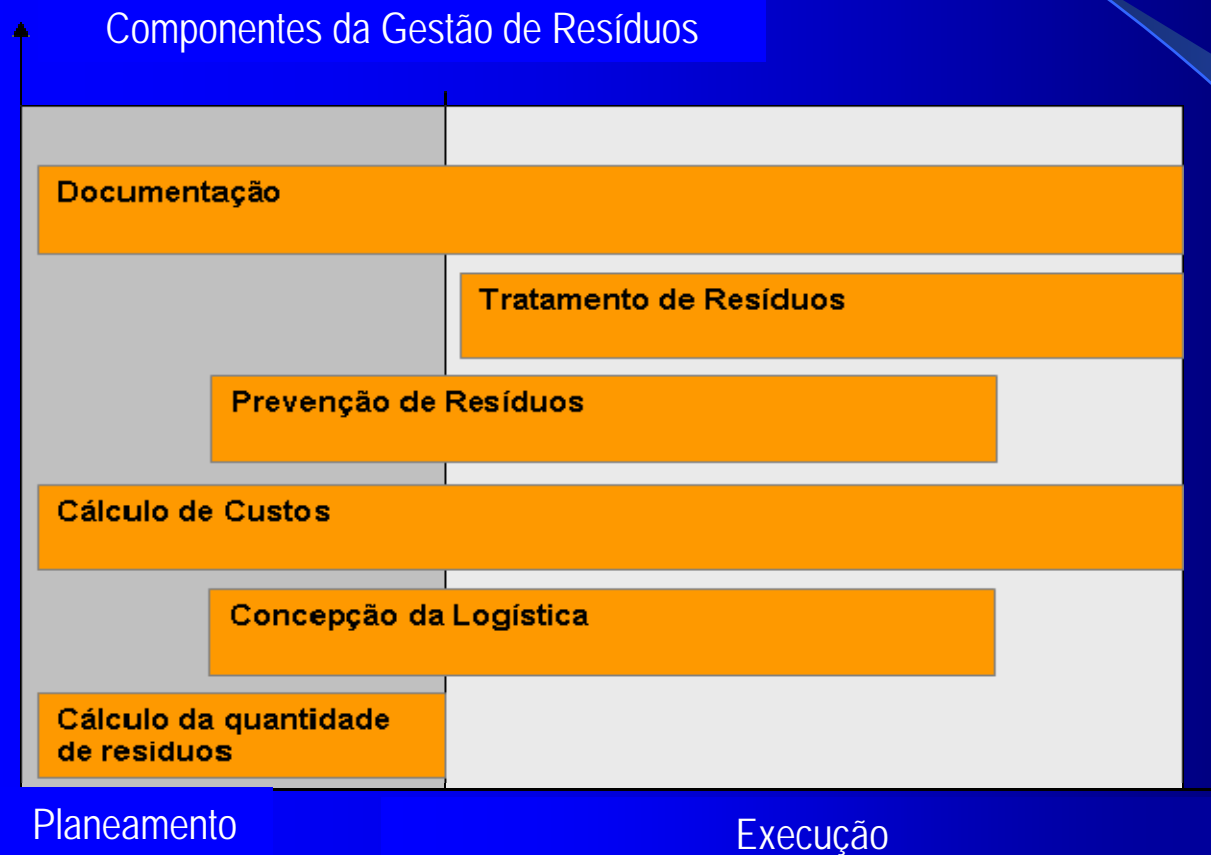 Componentes da Gestão de Resíduos
Documentação
Tratamento de Resíduos
Prevenção de Resíduos
Cálculo de Custos
Concepção da Logística
Cálculo da quantidade
de residuos
Planeamento
Execução